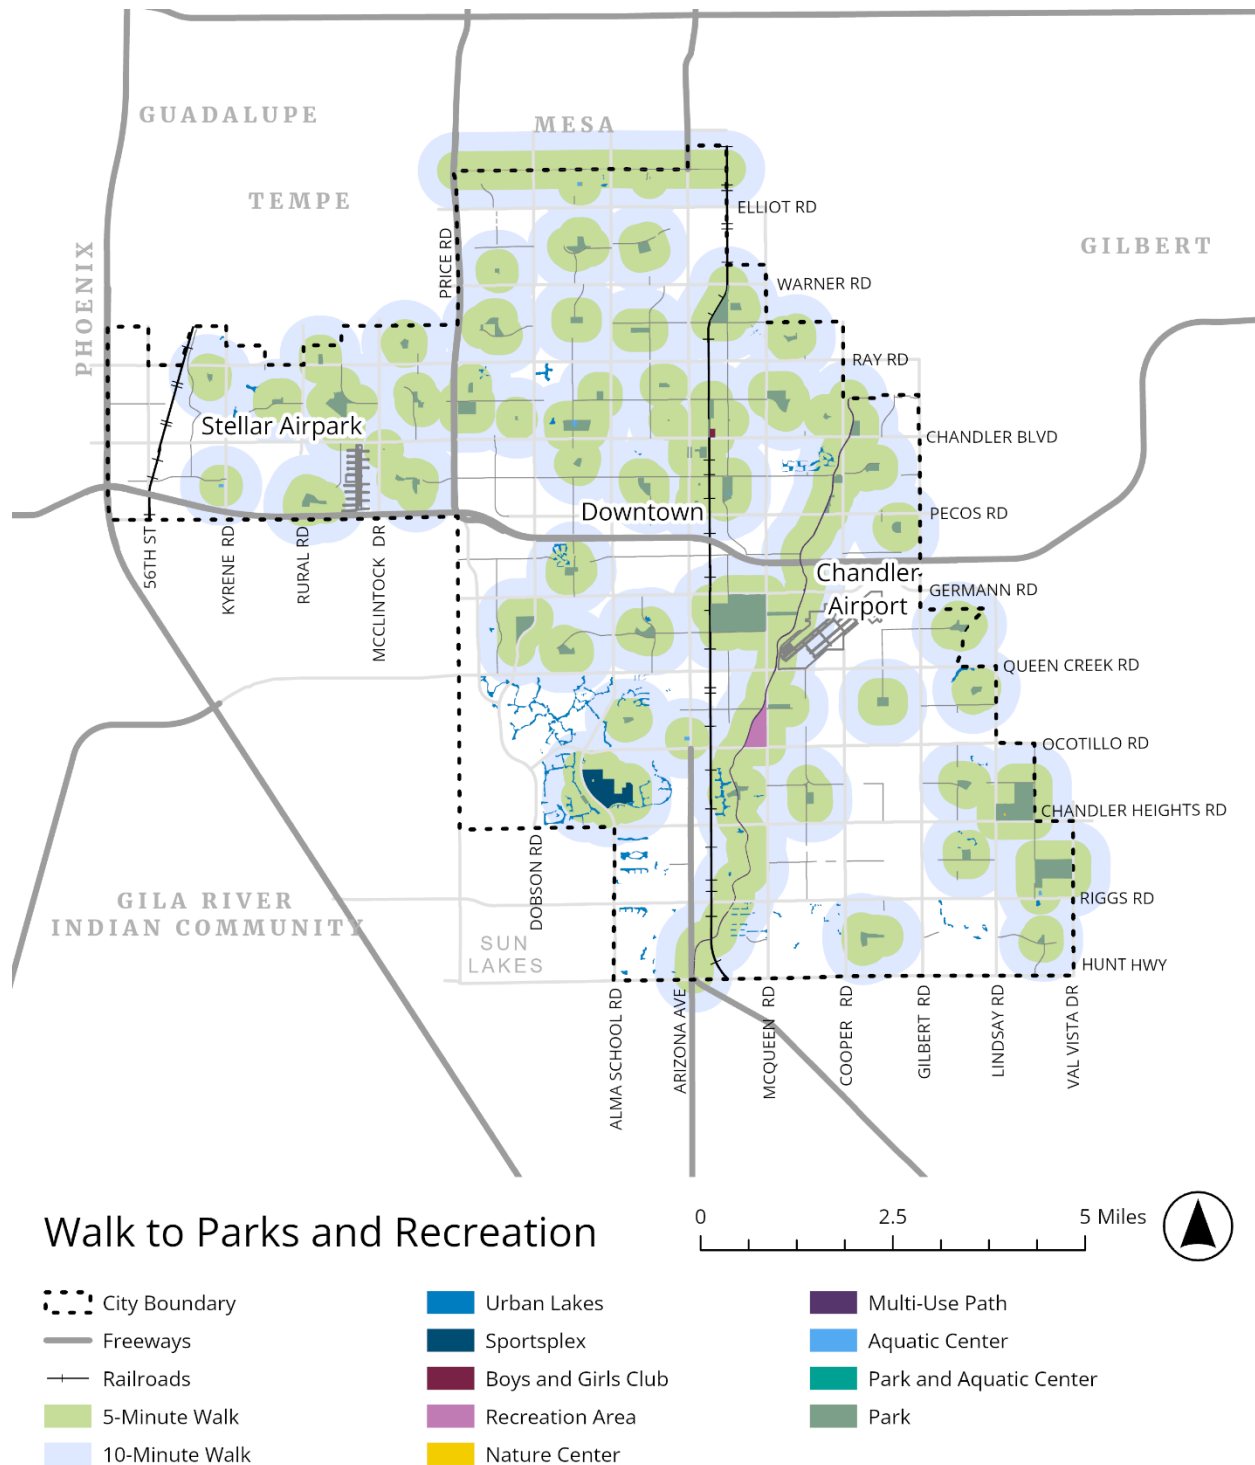 GUADALUPE
MESA
TEMPE
ELLIOT RD
PRICE RD
GILBERT
PHOENIX
WARNER RD
RAY RD
Stellar Airpark
CHANDLER BLVD
Downtown
PECOS RD
56TH ST
KYRENE RD
RURAL RD
MCCLINTOCK DR
Chandler
Airport
GERMANN RD
QUEEN CREEK RD
OCOTILLO RD
CHANDLER HEIGHTS RD
DOBSON RD
GILA RIVER
INDIAN COMMUNITY
RIGGS RD
SUN
LAKES
HUNT HWY
ALMA SCHOOL RD
ARIZONA AVE
MCQUEEN RD
COOPER RD
GILBERT RD
LINDSAY RD
VAL VISTA DR
Walk to Parks and Recreation
0 2.5 5 Miles
City Boundary
Freeways
Railroads
5-Minute Walk
10-Minute Walk
Urban Lakes
Sportsplex
Boys and Girls Club
Recreation Area
Nature Center
Multi-Use Path
Aquatic Center
Park and Aquatic Center
Park